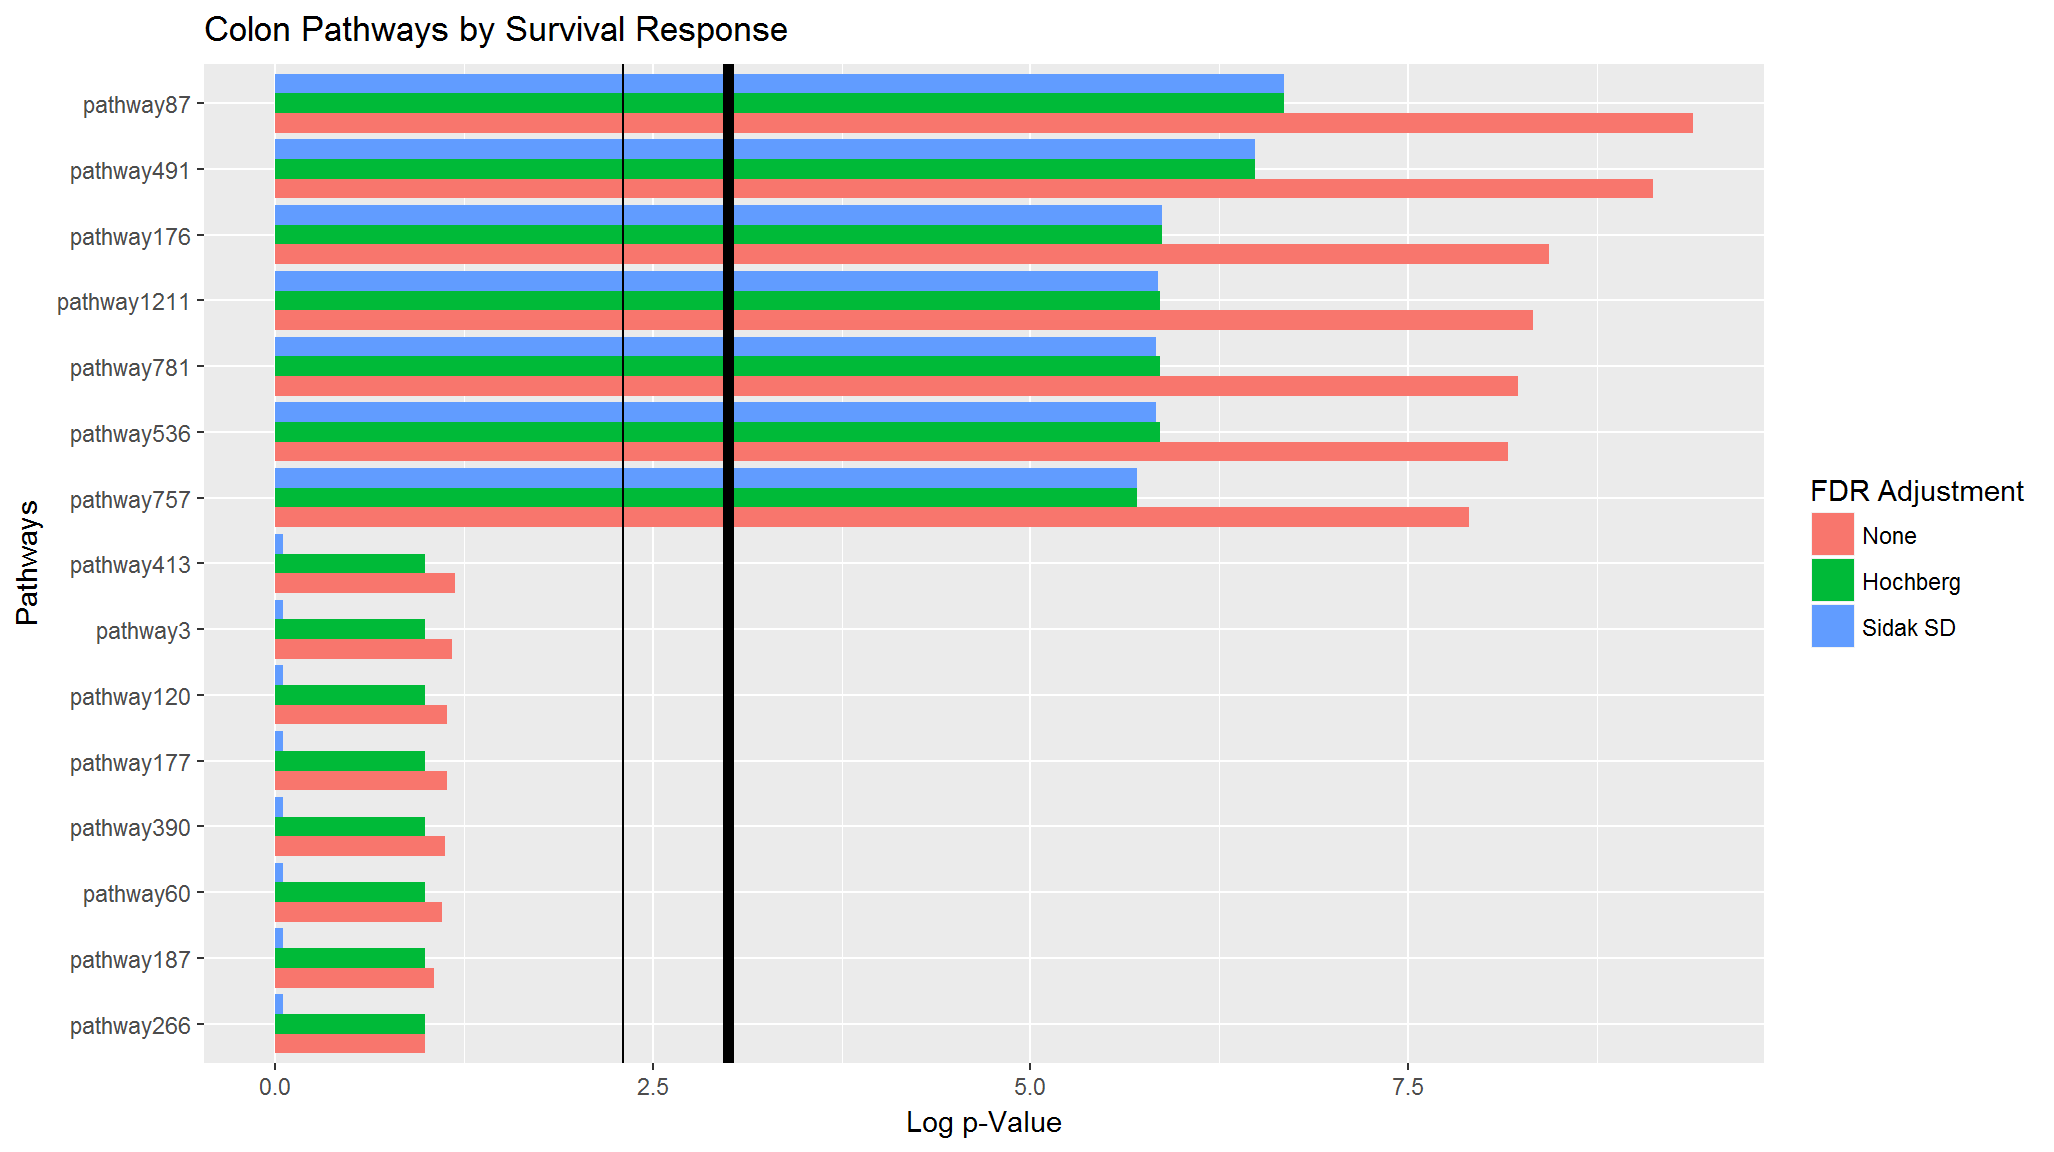 Colon Pathways by Survival Response
pathway87
pathway491
pathway176
pathway1211
pathway781
pathway536
pathway757
pathway413
pathway3
pathway120
pathway177
pathway390
pathway60
pathway187
pathway266
Pathways
0.0 2.5 5.0 7.5
Log p-Value
FDR Adjustment
None
Hochberg
Sidak SD